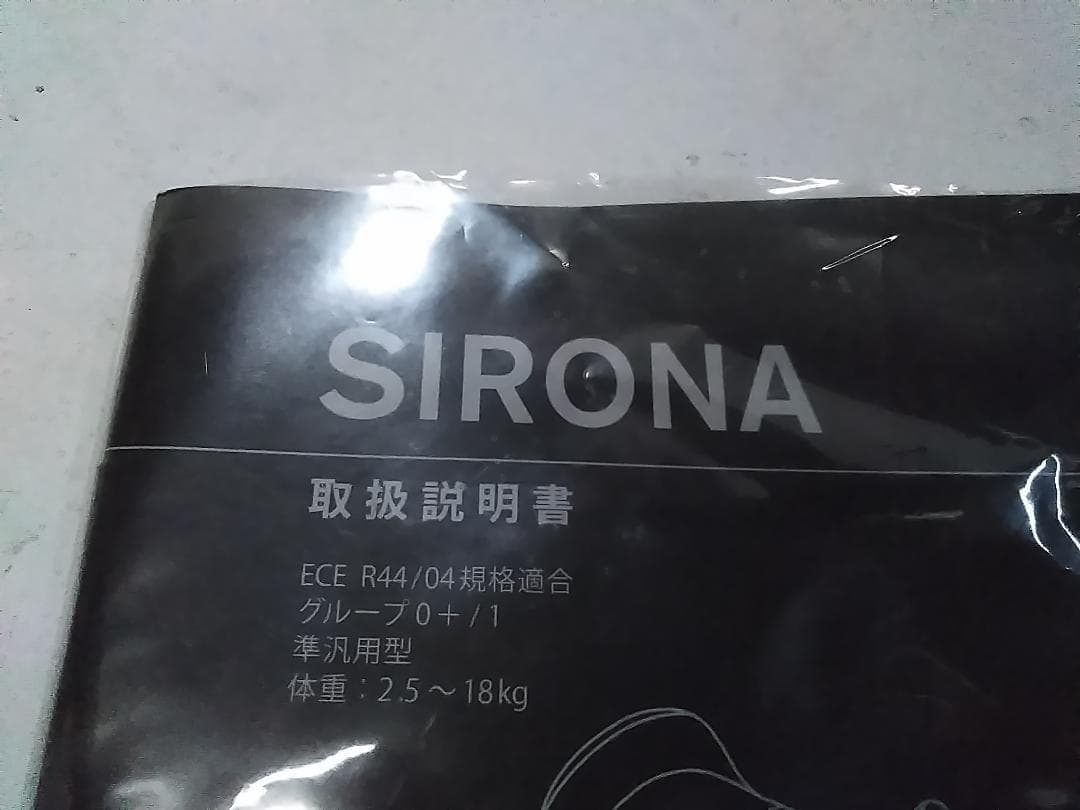 SIRONA
取扱説明書
ECE R44/04規格適合
グループ0+/1
準汎用型
体重：2.5～18kg